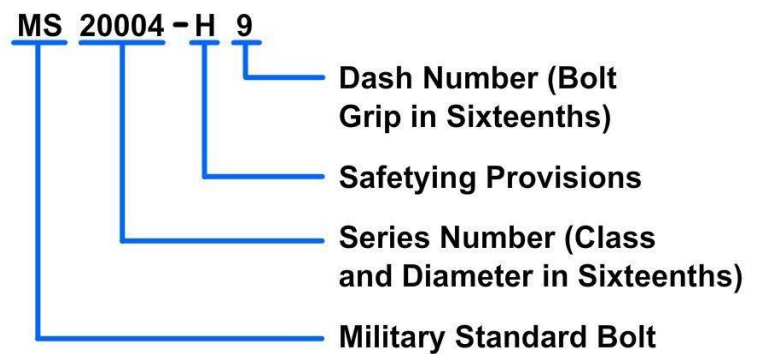 MS 20004 - H 9
Dash Number (Bolt
Grip in Sixteenths)
Safetying Provisions
Series Number (Class
and Diameter in Sixteenths)
Military Standard Bolt